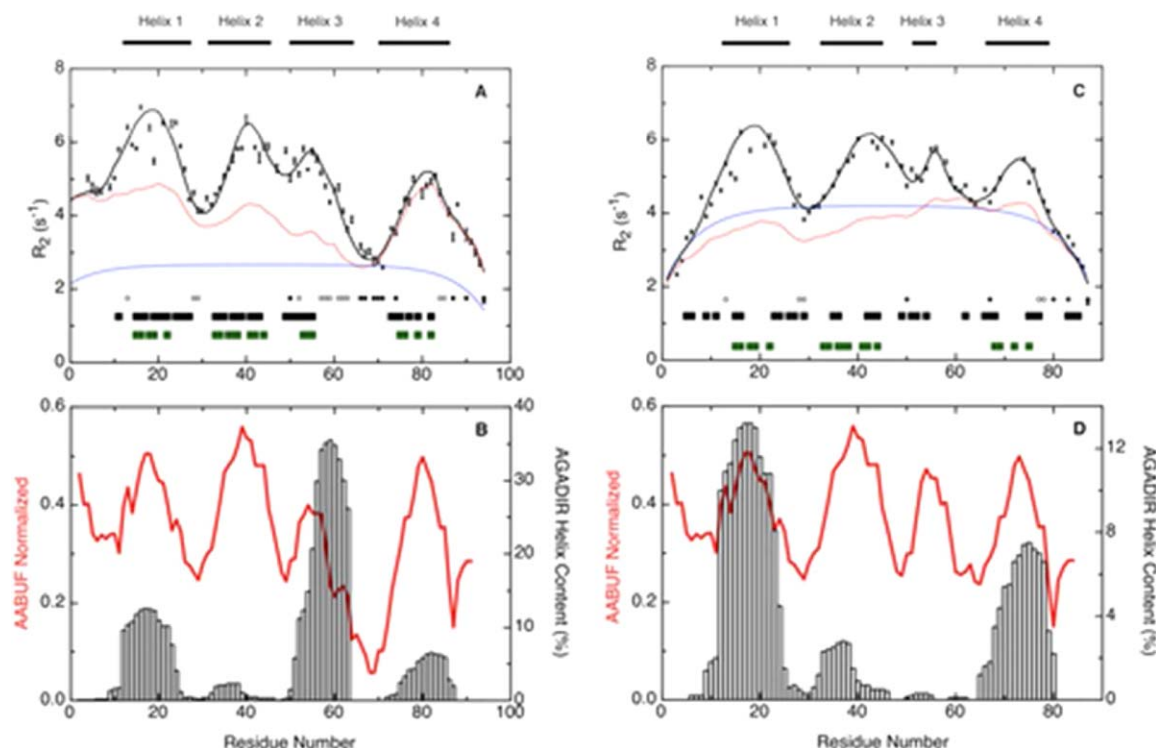 Helix 1 Helix 2 Helix 3 Helix 4
Helix 1 Helix 2 Helix 3 Helix 4
8 A
6
4
2
0
R2 (s-1)
0 20 40 60 80 100
8 C
6
4
2
0
R2 (s-1)
0 20 40 60 80
0.6 B 40
0.4 30
0.2 20
10
0.0 0
AABUF Normalized
AGADIR Helix Content (%)
0 20 40 60 80 100
Residue Number
0.6 D
12
0.4
8
0.2 4
0.0 0
AABUF Normalized
AGADIR Helix Content (%)
0 20 40 60 80
Residue Number